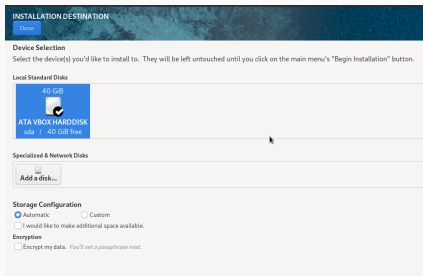 INSTALLATION DESTINATION
Done
Device Selection
Select the device(s) you'd like to install to. They will be left untouched until you click on the main menu's "Begin Installation" button.
Local Standard Disks
40 GiB
ATA VBOX HARDDISK
sda / 40 GiB free
Specialized & Network Disks
Add a disk...
Storage Configuration
Automatic Custom
I would like to make additional space available.
Encryption
Encrypt my data. You'll set a passphrase next.